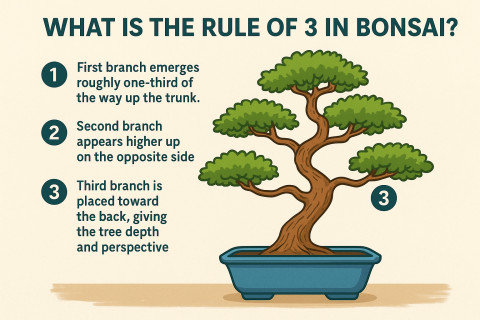 WHAT IS THE RULE OF 3 IN BONSAI?
1
First branch emerges
roughly one-third of
the way up the trunk.
2
Second branch
appears higher up
on the opposite side
3
Third branch is
placed toward
the back, giving
the tree depth
and perspective
3